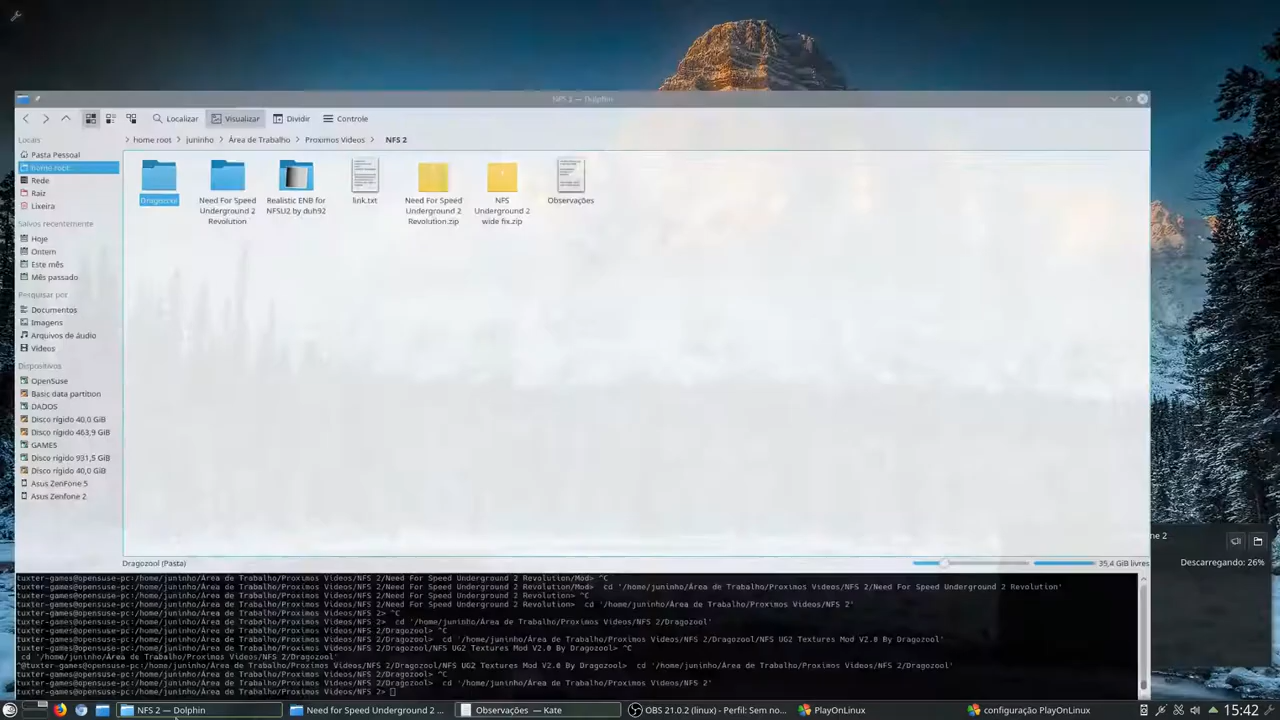 NFS 2 — Dolphin
Localizar
Visualizar
Dividir
Controle
home root
juninho
Área de Trabalho
Proximos Videos
NFS 2
Locais
Pasta Pessoal
home root
Rede
Raiz
Lixeira
Salvos recentemente
Hoje
Ontem
Este mês
Mês passado
Pesquisar por
Documentos
Imagens
Arquivos de áudio
Vídeos
Dispositivos
OpenSuse
Basic data partition
DADOS
Disco rígido 40,0 GiB
Disco rígido 463,9 GiB
GAMES
Disco rígido 931,5 GiB
Disco rígido 40,0 GiB
Asus ZenFone 5
Asus Zenfone 2
Dragozool
Need For Speed
Underground 2
Revolution
Realistic ENB for
NFSU2 by duh92
link.txt
Need For Speed
Underground 2
Revolution.zip
NFS
Underground 2
wide fix.zip
Observações
Dragozool (Pasta)
35,4 GiB livres
tuxter-games@opensuse-pc:/home/juninho/Área de Trabalho/Proximos Videos/NFS 2/Need For Speed Underground 2 Revolution/Mod> ^C
tuxter-games@opensuse-pc:/home/juninho/Área de Trabalho/Proximos Videos/NFS 2/Need For Speed Underground 2 Revolution/Mod>  cd '/home/juninho/Área de Trabalho/Proximos Videos/NFS 2/Need For Speed Underground 2 Revolution'
tuxter-games@opensuse-pc:/home/juninho/Área de Trabalho/Proximos Videos/NFS 2/Need For Speed Underground 2 Revolution> ^C
tuxter-games@opensuse-pc:/home/juninho/Área de Trabalho/Proximos Videos/NFS 2/Need For Speed Underground 2 Revolution>  cd '/home/juninho/Área de Trabalho/Proximos Videos/NFS 2'
tuxter-games@opensuse-pc:/home/juninho/Área de Trabalho/Proximos Videos/NFS 2> ^C
tuxter-games@opensuse-pc:/home/juninho/Área de Trabalho/Proximos Videos/NFS 2>  cd '/home/juninho/Área de Trabalho/Proximos Videos/NFS 2/Dragozool'
tuxter-games@opensuse-pc:/home/juninho/Área de Trabalho/Proximos Videos/NFS 2/Dragozool> ^C
tuxter-games@opensuse-pc:/home/juninho/Área de Trabalho/Proximos Videos/NFS 2/Dragozool>  cd '/home/juninho/Área de Trabalho/Proximos Videos/NFS 2/Dragozool/NFS UG2 Textures Mod V2.0 By Dragozool'
tuxter-games@opensuse-pc:/home/juninho/Área de Trabalho/Proximos Videos/NFS 2/Dragozool/NFS UG2 Textures Mod V2.0 By Dragozool> ^C
cd '/home/juninho/Área de Trabalho/Proximos Videos/NFS 2/Dragozool'
^@tuxter-games@opensuse-pc:/home/juninho/Área de Trabalho/Proximos Videos/NFS 2/Dragozool/NFS UG2 Textures Mod V2.0 By Dragozool>  cd '/home/juninho/Área de Trabalho/Proximos Videos/NFS 2/Dragozool'
tuxter-games@opensuse-pc:/home/juninho/Área de Trabalho/Proximos Videos/NFS 2/Dragozool> ^C
tuxter-games@opensuse-pc:/home/juninho/Área de Trabalho/Proximos Videos/NFS 2/Dragozool>  cd '/home/juninho/Área de Trabalho/Proximos Videos/NFS 2'
tuxter-games@opensuse-pc:/home/juninho/Área de Trabalho/Proximos Videos/NFS 2>
ne 2
Descarregando: 26%
NFS 2 — Dolphin
Need for Speed Underground 2 ...
Observações — Kate
OBS 21.0.2 (linux) - Perfil: Sem no...
PlayOnLinux
configuração PlayOnLinux
15:42